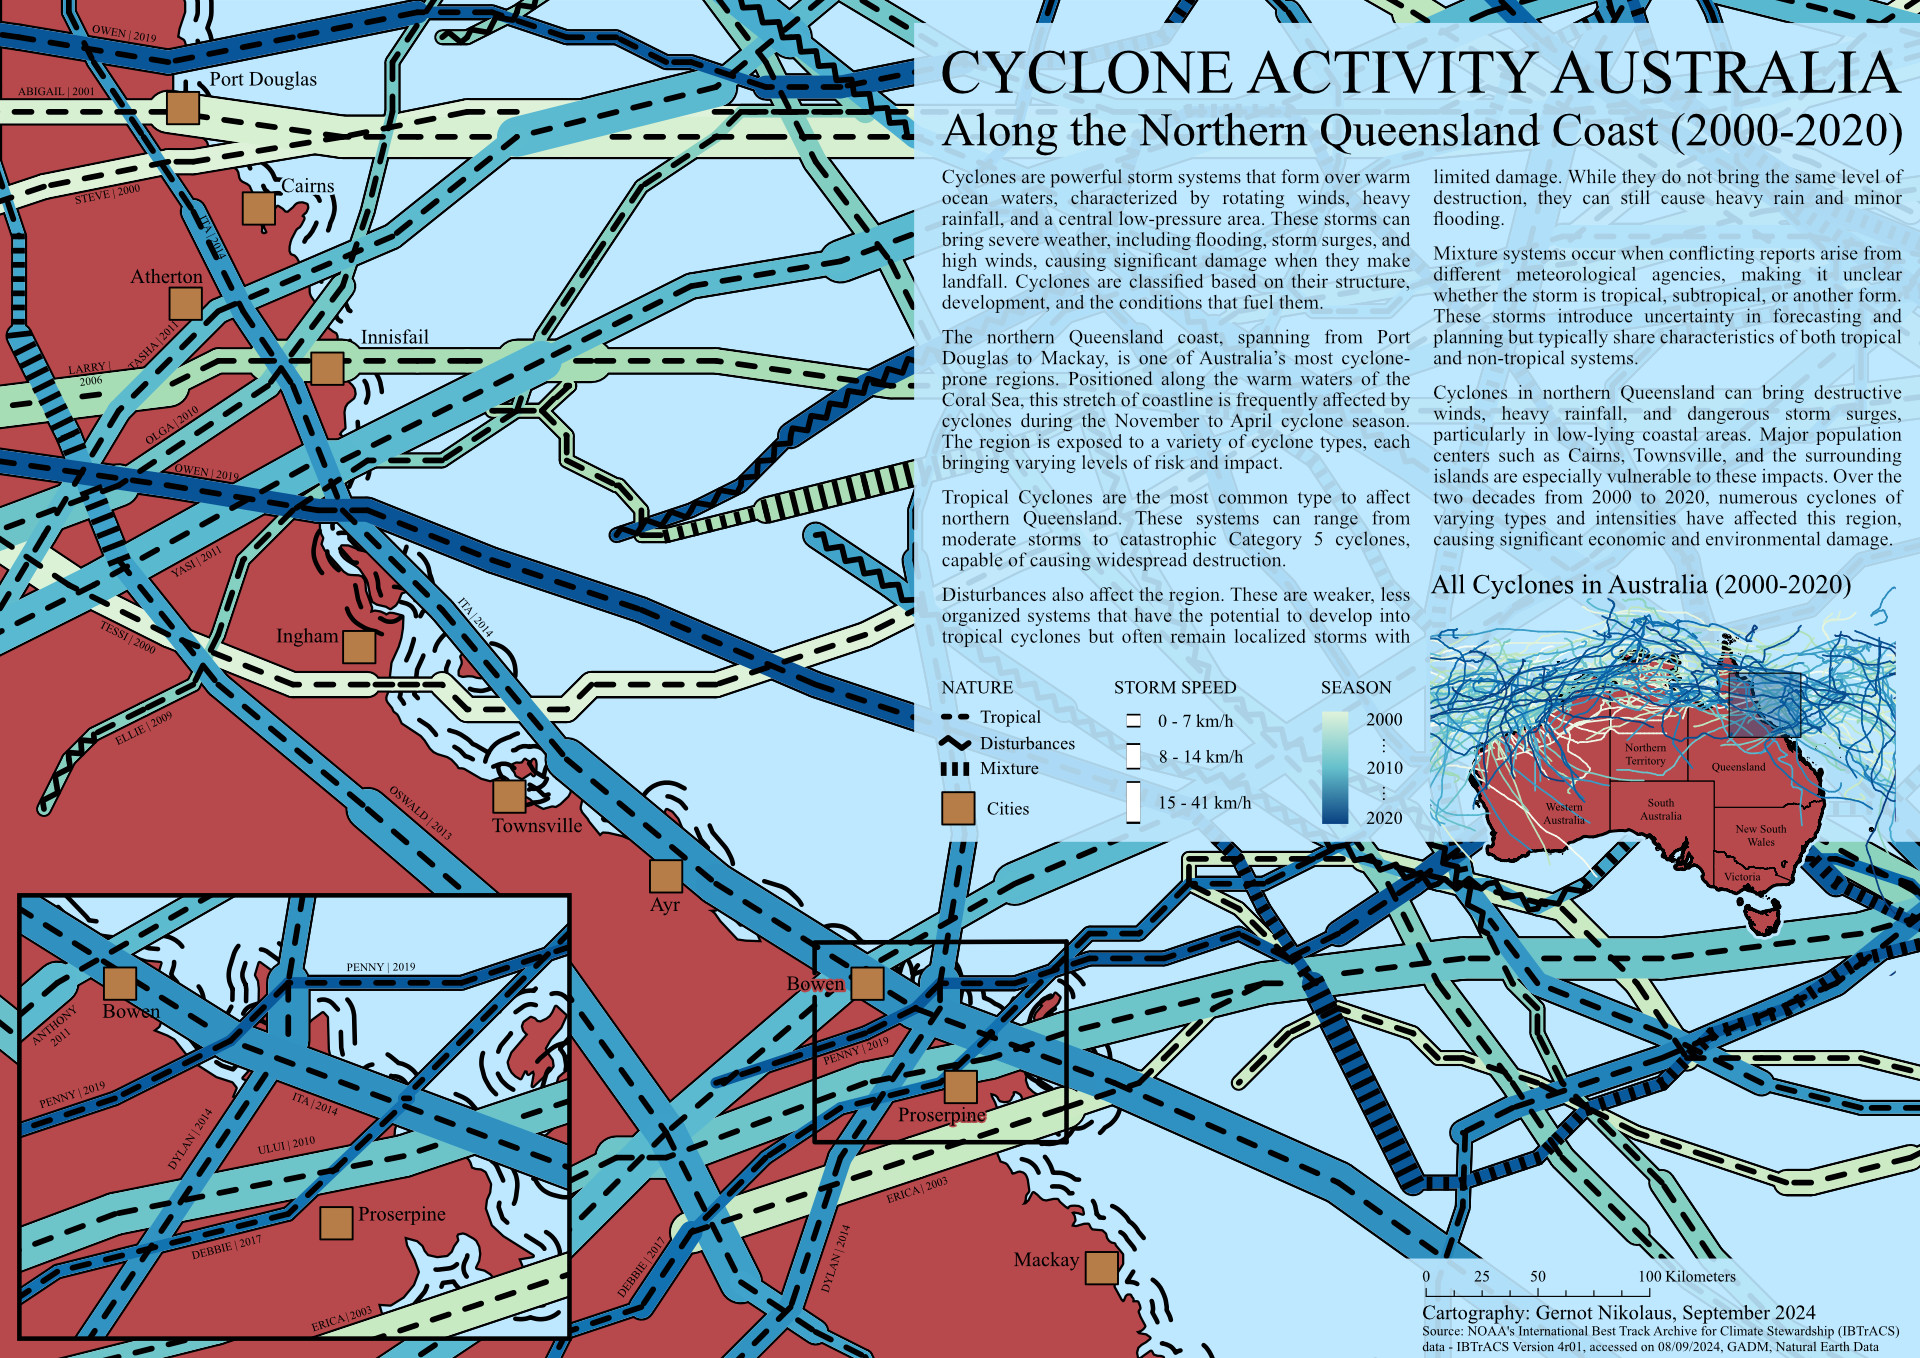 CYCLONE ACTIVITY AUSTRALIA
Along the Northern Queensland Coast (2000-2020)
Cyclones are powerful storm systems that form over warm
ocean waters, characterized by rotating winds, heavy
rainfall, and a central low-pressure area. These storms can
bring severe weather, including flooding, storm surges, and
high winds, causing significant damage when they make
landfall. Cyclones are classified based on their structure,
development, and the conditions that fuel them.
The northern Queensland coast, spanning from Port
Douglas to Mackay, is one of Australia's most cyclone-
prone regions. Positioned along the warm waters of the
Coral Sea, this stretch of coastline is frequently affected by
cyclones during the November to April cyclone season.
The region is exposed to a variety of cyclone types, each
bringing varying levels of risk and impact.
Tropical Cyclones are the most common type to affect
northern Queensland. These systems can range from
moderate storms to catastrophic Category 5 cyclones,
capable of causing widespread destruction.
Disturbances also affect the region. These are weaker, less
organized systems that have the potential to develop into
tropical cyclones but often remain localized storms with
limited damage. While they do not bring the same level of
destruction, they can still cause heavy rain and minor
flooding.
Mixture systems occur when conflicting reports arise from
different meteorological agencies, making it unclear
whether the storm is tropical, subtropical, or another form.
These storms introduce uncertainty in forecasting and
planning but typically share characteristics of both tropical
and non-tropical systems.
Cyclones in northern Queensland can bring destructive
winds, heavy rainfall, and dangerous storm surges,
particularly in low-lying coastal areas. Major population
centers such as Cairns, Townsville, and the surrounding
islands are especially vulnerable to these impacts. Over the
two decades from 2000 to 2020, numerous cyclones of
varying types and intensities have affected this region,
causing significant economic and environmental damage.
All Cyclones in Australia (2000-2020)
Northern
Territory
Queensland
Western
Australia
South
Australia
New South
Wales
Victoria
NATURE
Tropical
Disturbances
Mixture
Cities
STORM SPEED
0 - 7 km/h
8 - 14 km/h
15 - 41 km/h
SEASON
2000
2010
2020
OWEN | 2019
Port Douglas
ABIGAIL | 2001
STEVE | 2000
Cairns
ITA | 2014
Atherton
TASHA | 2011
Innisfail
LARRY |
2006
OLGA | 2010
OWEN | 2019
YASI | 2011
ITA | 2014
TESSI | 2000
Ingham
ELLIE | 2009
OSWALD | 2013
Townsville
Ayr
Bowen
PENNY | 2019
Proserpine
ERICA | 2003
DEBBIE | 2017
DYLAN | 2014
Mackay
PENNY | 2019
Bowen
ANTHONY
2011
PENNY | 2019
ITA | 2014
DYLAN | 2014
ULUI | 2010
Proserpine
DEBBIE | 2017
ERICA | 2003
0 25 50 100 Kilometers
Cartography: Gernot Nikolaus, September 2024
Source: NOAA's International Best Track Archive for Climate Stewardship (IBTrACS)
data - IBTrACS Version 4r01, accessed on 08/09/2024, GADM, Natural Earth Data